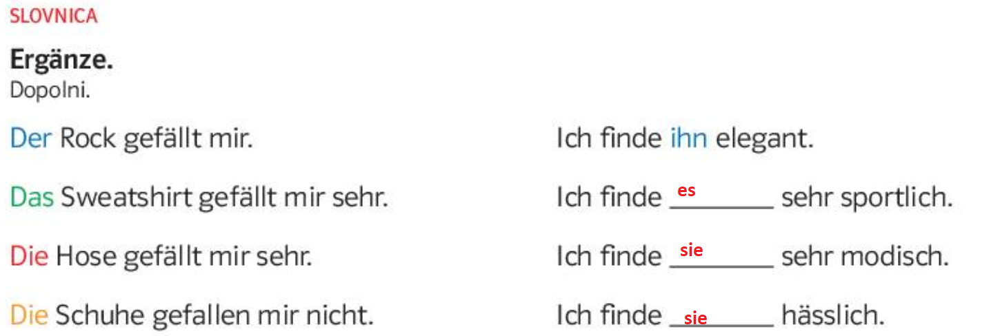 SLOVNICA
Ergänze.
Dopolni.
Der Rock gefällt mir. Ich finde ihn elegant.
Das Sweatshirt gefällt mir sehr. Ich finde es sehr sportlich.
Die Hose gefällt mir sehr. Ich finde sie sehr modisch.
Die Schuhe gefallen mir nicht. Ich finde sie hässlich.